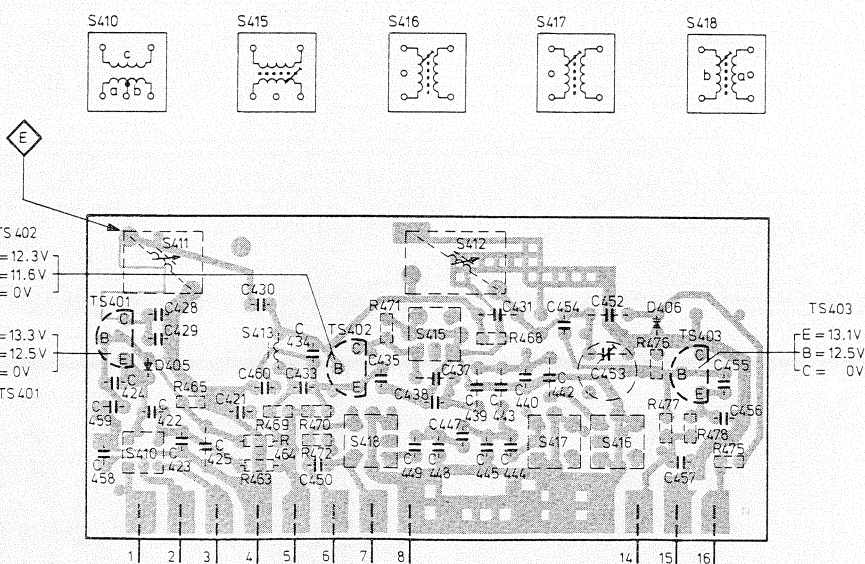 S410 S415 S416 S417 S418
c
a b
b a
E
TS402
= 12.3V
= 11.6V
= 0V
S411
S412
TS401
C428
C429
C430
S413
C 434
TS402
R471
S415
C431
R468
C454
C452
D406
R476
TS403
TS403
E = 13.1V
B = 12.5V
C = 0V
= 13.3V
= 12.5V
= 0V
TS401
C
B
E
C
B
E
C
B
E
D405
C 424
R465
C460
C433
C435
C437
C438
C 439
C 443
C 440
C 442
C453
C455
C 459
C 422
C421
R469
R470
C447
R477
R478
C456
C 458
S410
C 423
C 425
R 464
R463
R472
C450
S418
C 449
C 448
C 445
C 444
S417
S416
C457
R475
N
1 2 3 4 5 6 7 8 14 15 16